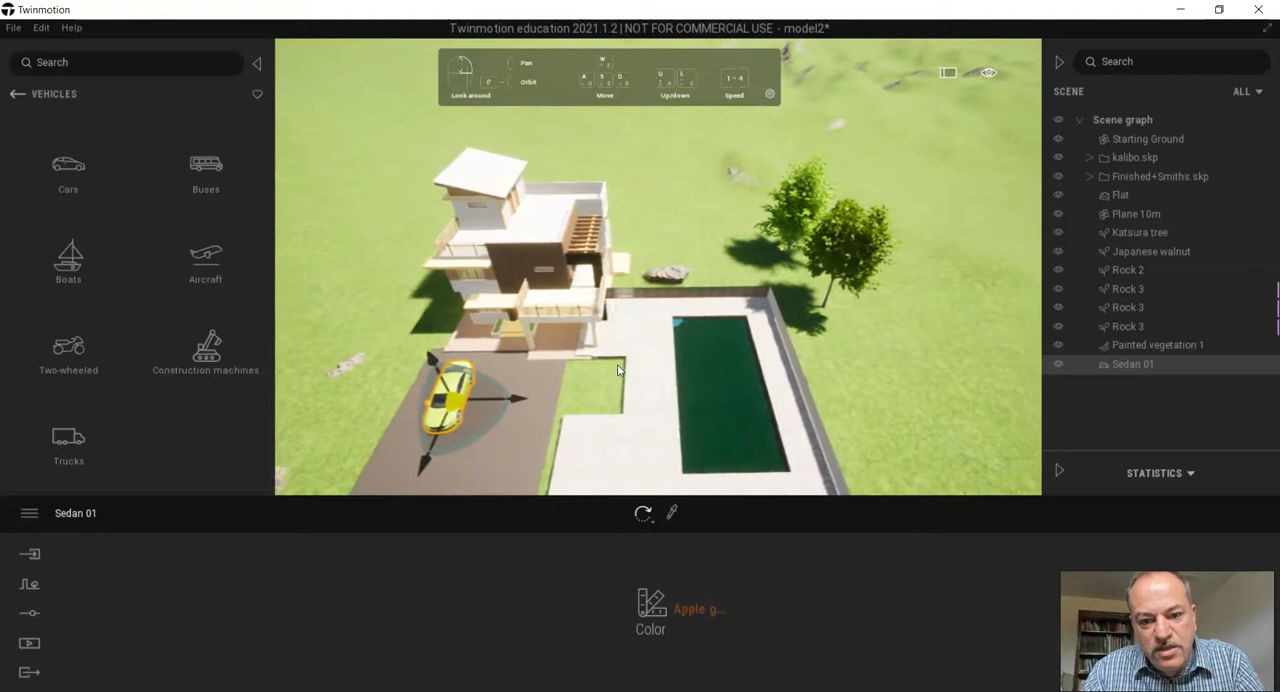 Twinmotion
File Edit Help
Twinmotion education 2021.1.2 | NOT FOR COMMERCIAL USE - model2*
Search
VEHICLES
Cars
Buses
Boats
Aircraft
Two-wheeled
Construction machines
Trucks
Pan
Orbit
Look around
W
A S D
Move
Q E
Up/down
1 - 4
Speed
Search
SCENE
ALL
Scene graph
Starting Ground
kalibo.skp
Finished+Smiths.skp
Flat
Plane 10m
Katsura tree
Japanese walnut
Rock 2
Rock 3
Rock 3
Rock 3
Painted vegetation 1
Sedan 01
STATISTICS
Sedan 01
Apple g...
Color